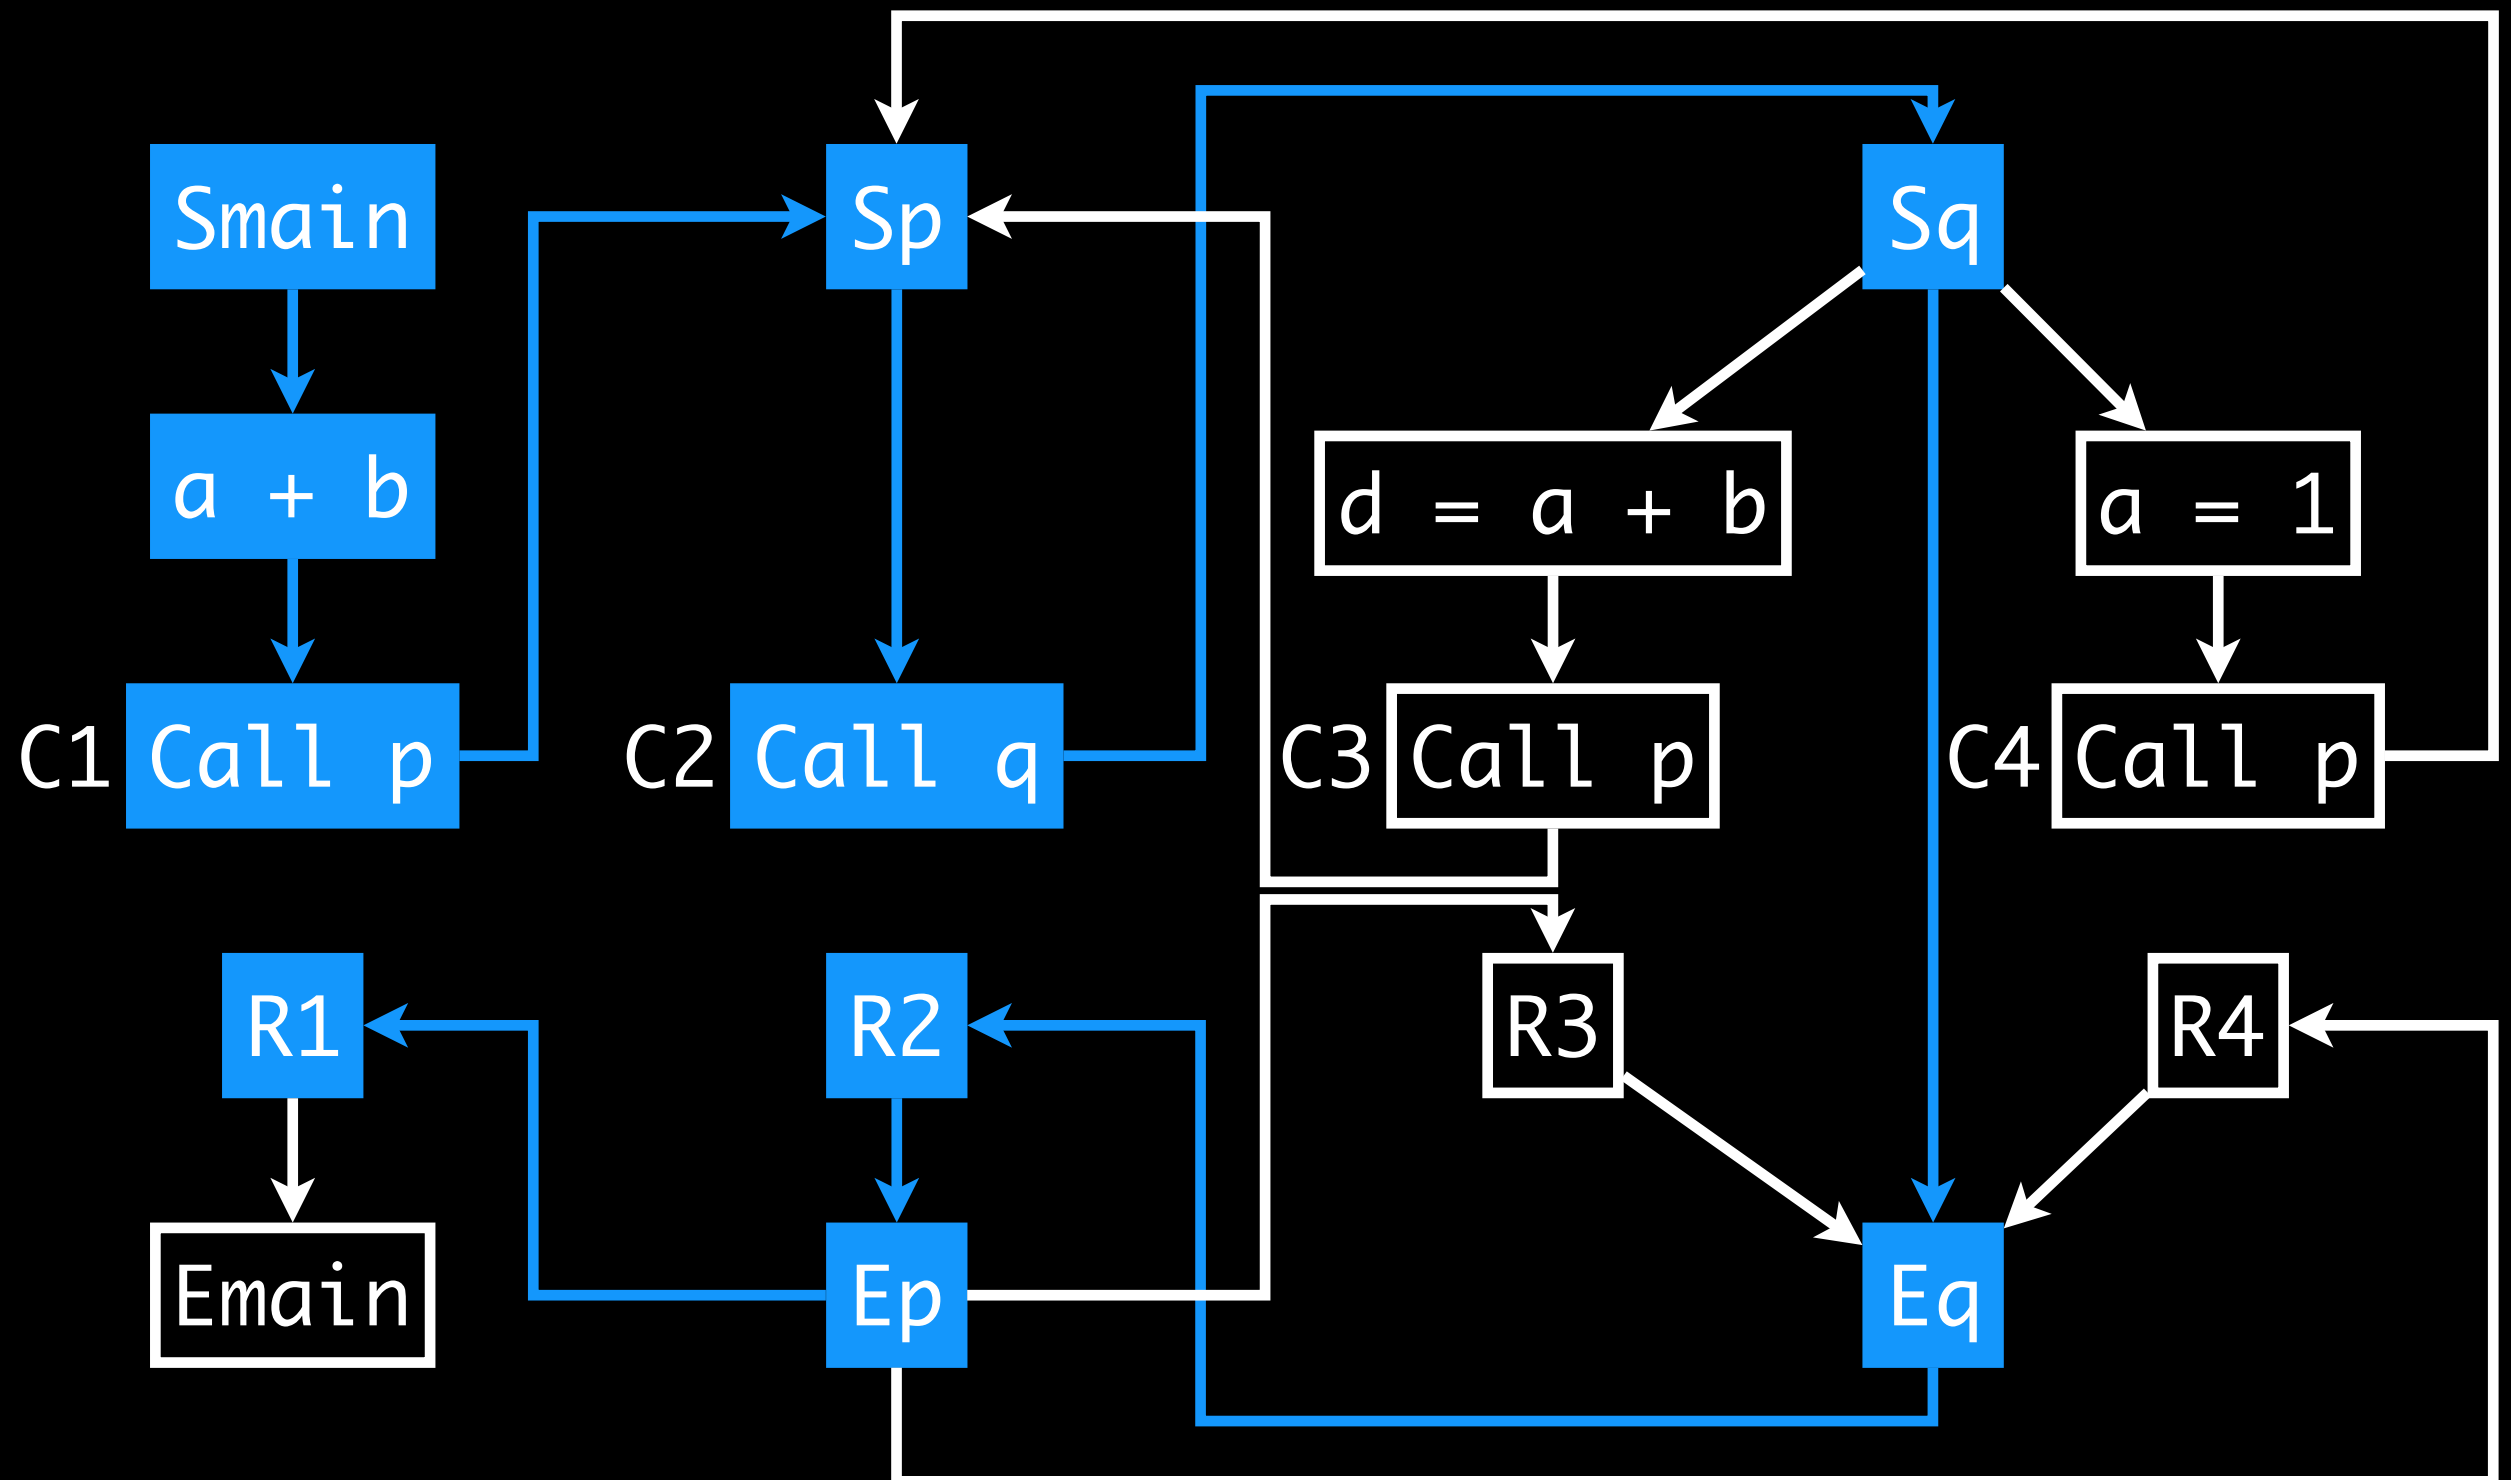 Smain
Sp
Sq
a + b
d = a + b
a = 1
C1 Call p
C2 Call q
C3 Call p
C4 Call p
R1
R2
R3
R4
Emain
Ep
Eq